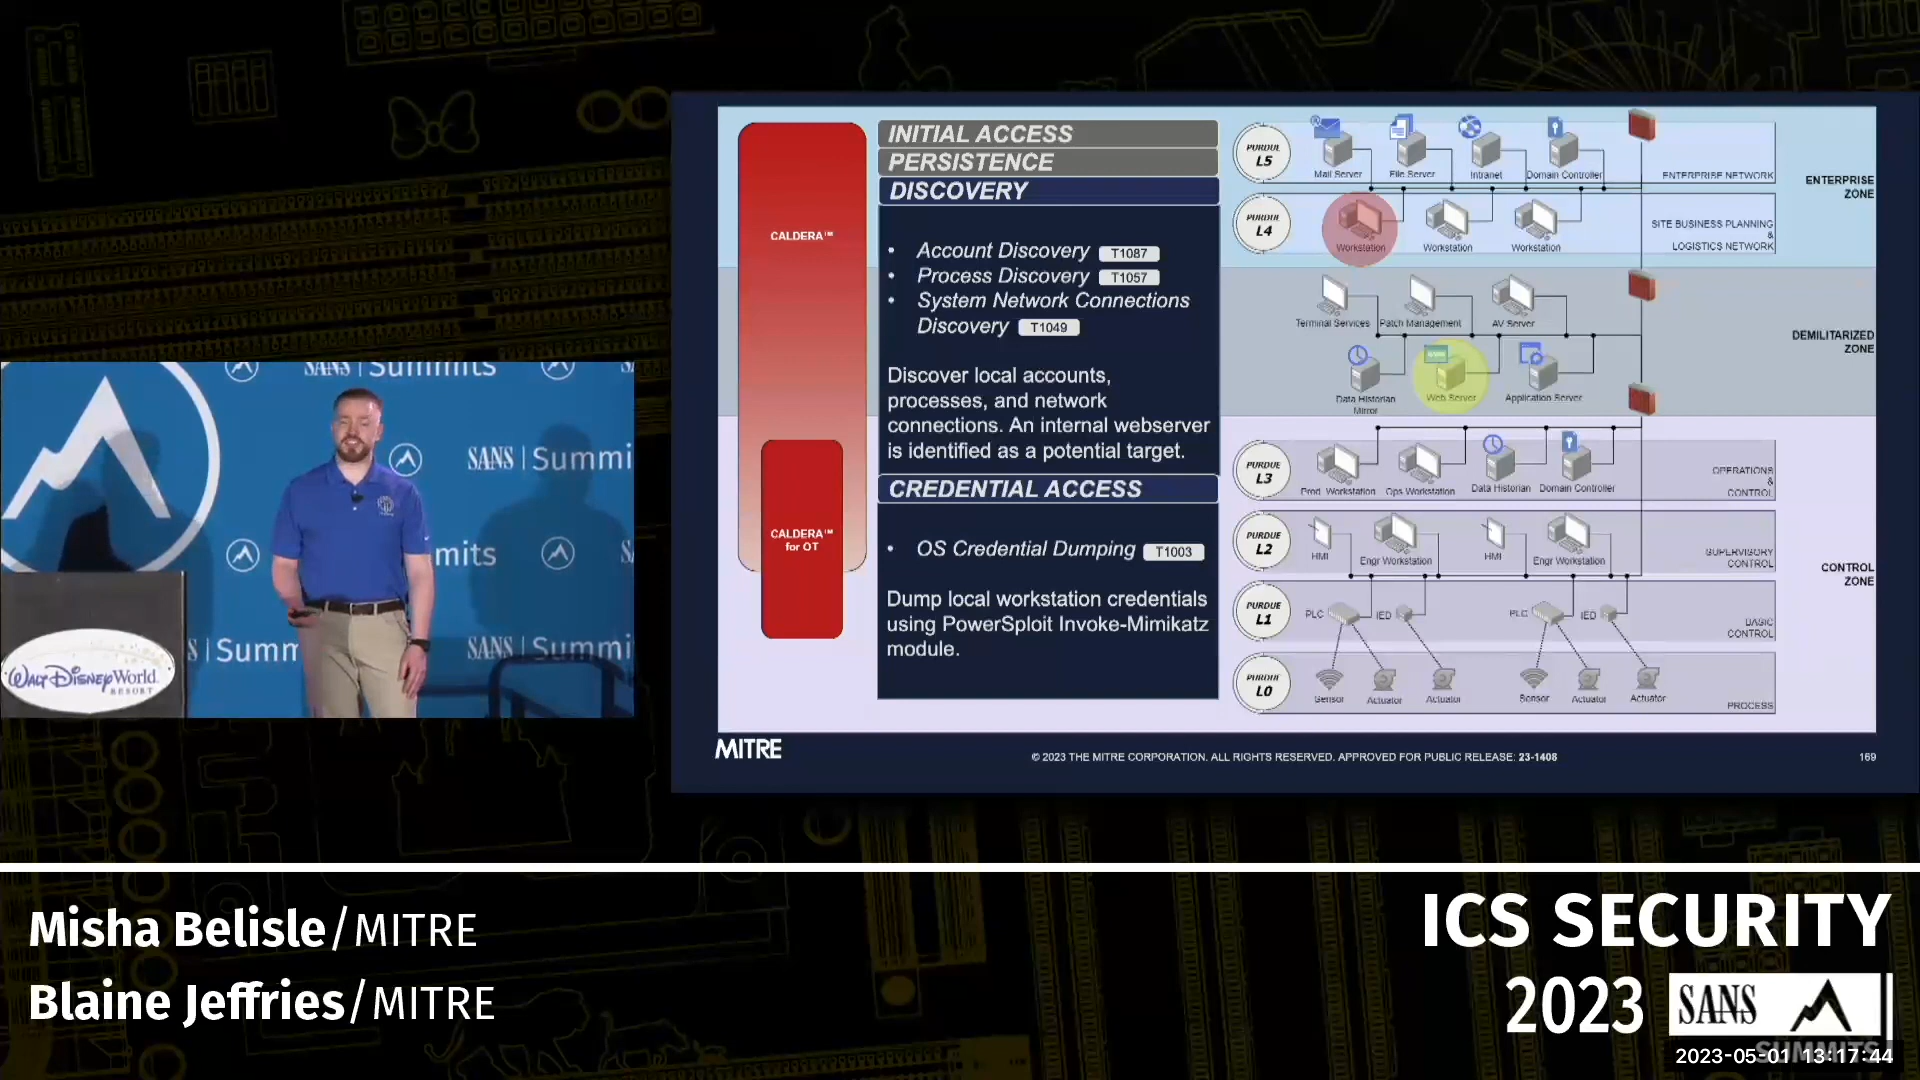 INITIAL ACCESS
PERSISTENCE
DISCOVERY
• Account Discovery T1087
• Process Discovery T1057
• System Network Connections
Discovery T1049
Discover local accounts,
processes, and network
connections. An internal webserver
is identified as a potential target.
CREDENTIAL ACCESS
• OS Credential Dumping T1003
Dump local workstation credentials
using PowerSploit Invoke-Mimikatz
module.
CALDERA™
CALDERA™
for OT
PURDUE
L5
Mail Server File Server Intranet Domain Controller
ENTERPRISE NETWORK
ENTERPRISE
ZONE
PURDUE
L4
Workstation Workstation Workstation
SITE BUSINESS PLANNING
&
LOGISTICS NETWORK
Terminal Services Patch Management AV Server
DEMILITARIZED
ZONE
Data Historian
Mirror
Web Server Application Server
PURDUE
L3
Prod. Workstation Ops Workstation Data Historian Domain Controller
OPERATIONS
&
CONTROL
PURDUE
L2
HMI Engr Workstation HMI Engr Workstation
SUPERVISORY
CONTROL
CONTROL
ZONE
PURDUE
L1
PLC IED PLC IED
BASIC
CONTROL
PURDUE
L0
Sensor Actuator Actuator Sensor Actuator Actuator
PROCESS
MITRE
© 2023 THE MITRE CORPORATION. ALL RIGHTS RESERVED. APPROVED FOR PUBLIC RELEASE: 23-1408
169
SANS Summits
SANS | Summi
mits
S | Summ
SANS | Summi
WALT DISNEY World
RESORT
Misha Belisle/MITRE
Blaine Jeffries/MITRE
ICS SECURITY
2023
SANS
SUMMITS
2023-05-01 13:17:44